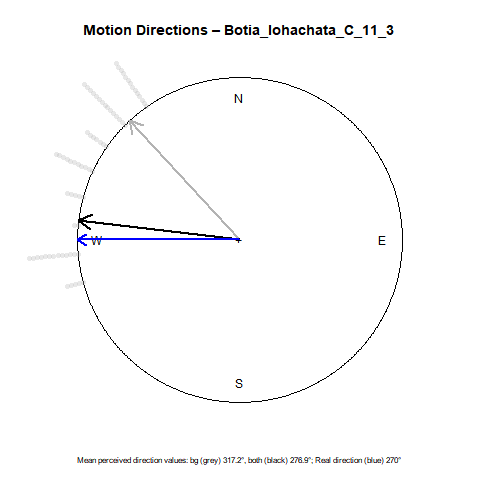 Motion Directions – Botia_lohachata_C_11_3
N
W
E
S
Mean perceived direction values: bg (grey) 317.2°, both (black) 276.9°; Real direction (blue) 270°